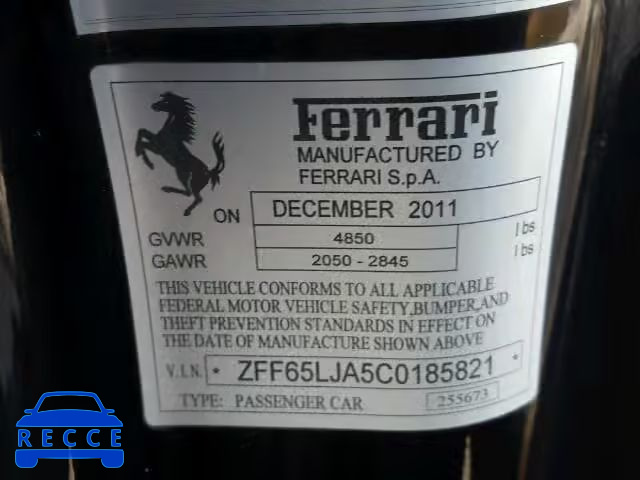 Ferrari
MANUFACTURED BY
FERRARI S.p.A.
ON DECEMBER 2011
GVWR 4850 lbs
GAWR 2050 - 2845 lbs
THIS VEHICLE CONFORMS TO ALL APPLICABLE
FEDERAL MOTOR VEHICLE SAFETY,BUMPER,AND
THEFT PREVENTION STANDARDS IN EFFECT ON
THE DATE OF MANUFACTURE SHOWN ABOVE
V.I.N. * ZFF65LJA5C0185821 *
TYPE: PASSENGER CAR 255673
RECCE